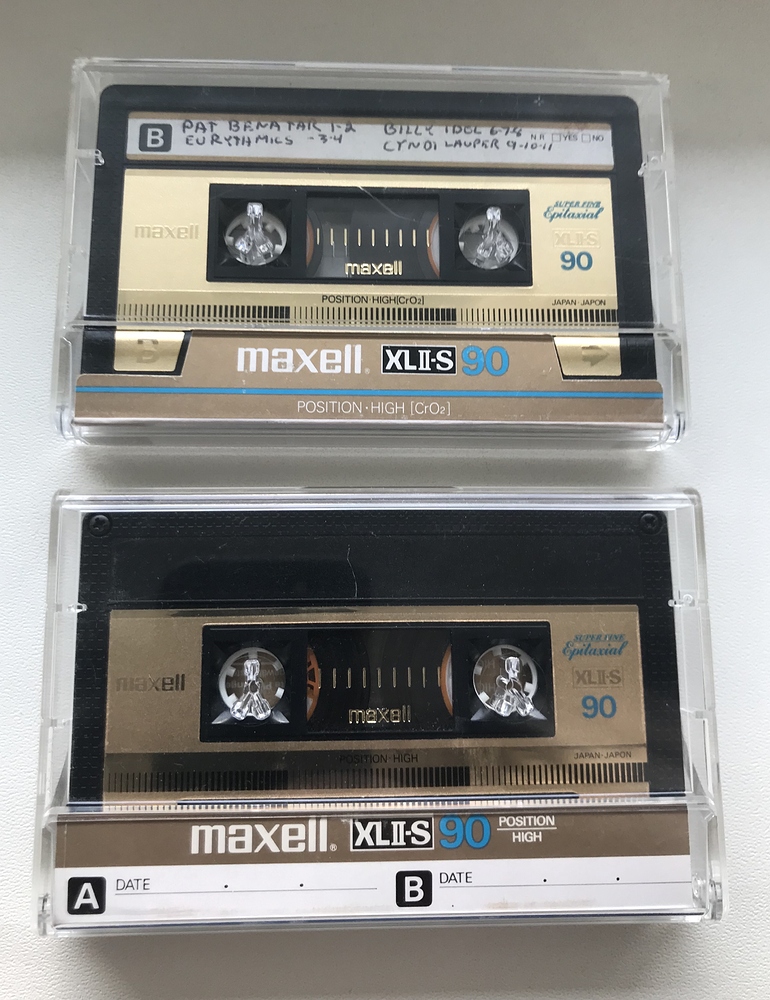 B PAT BENATAR 1-2 BILLY IDOL 6-7-8 N.R YES NO
EURYTHMICS -3-4 CYNDI LAUPER 9-10-11
maxell
SUPER FINE
Epitaxial
XLII-S
90
maxell
POSITION·HIGH[CrO2]
JAPAN·JAPON
B
maxell® XLII-S 90
POSITION·HIGH [CrO2]
maxell
SUPER FINE
Epitaxial
XLII-S
90
maxell
POSITION·HIGH
JAPAN·JAPON
maxell® XLII-S 90 POSITION
HIGH
A DATE . . B DATE . .